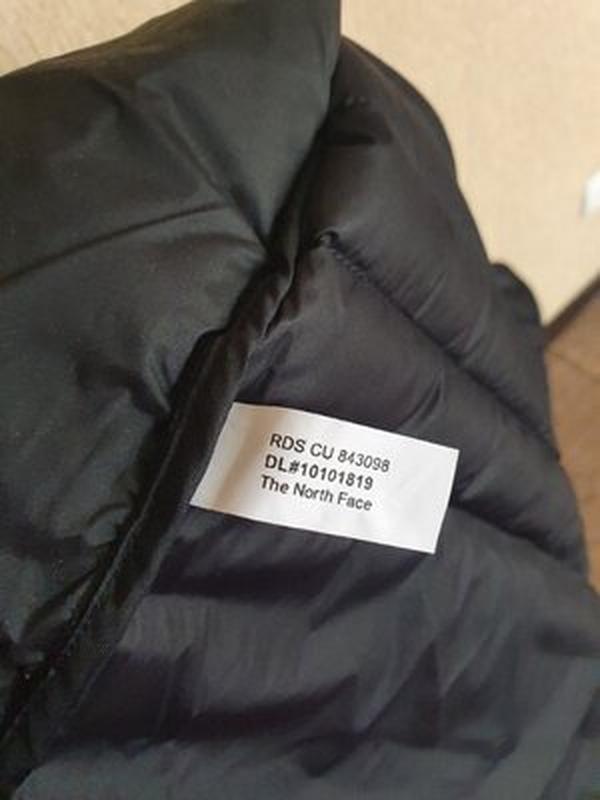 RDS CU 843098
DL#10101819
The North Face